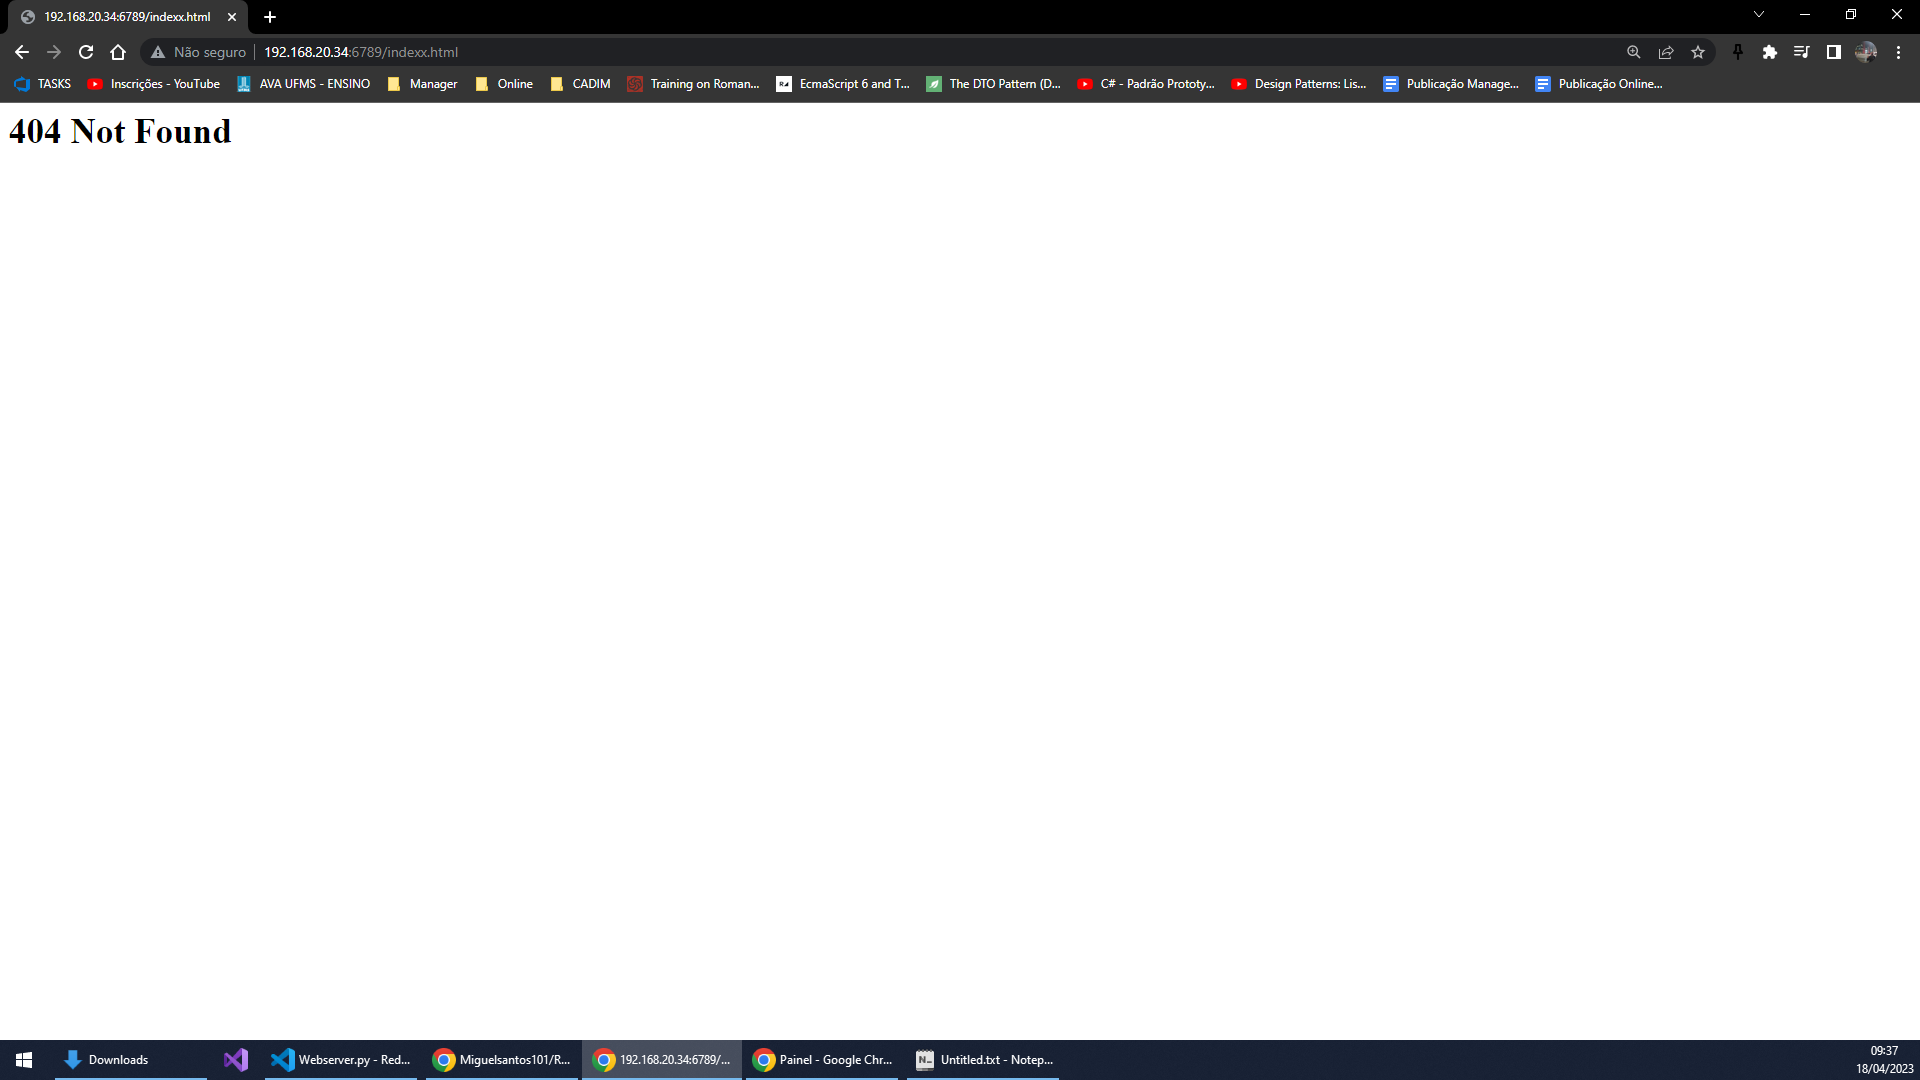 192.168.20.34:6789/indexx.html
Não seguro 192.168.20.34:6789/indexx.html
TASKS Inscrições - YouTube AVA UFMS - ENSINO Manager Online CADIM Training on Roman... EcmaScript 6 and T... The DTO Pattern (D... C# - Padrão Prototy... Design Patterns: Lis... Publicação Manage... Publicação Online...
404 Not Found
Downloads Webserver.py - Red... Miguelsantos101/R... 192.168.20.34:6789/... Painel - Google Chr... Untitled.txt - Notep... 09:37
18/04/2023